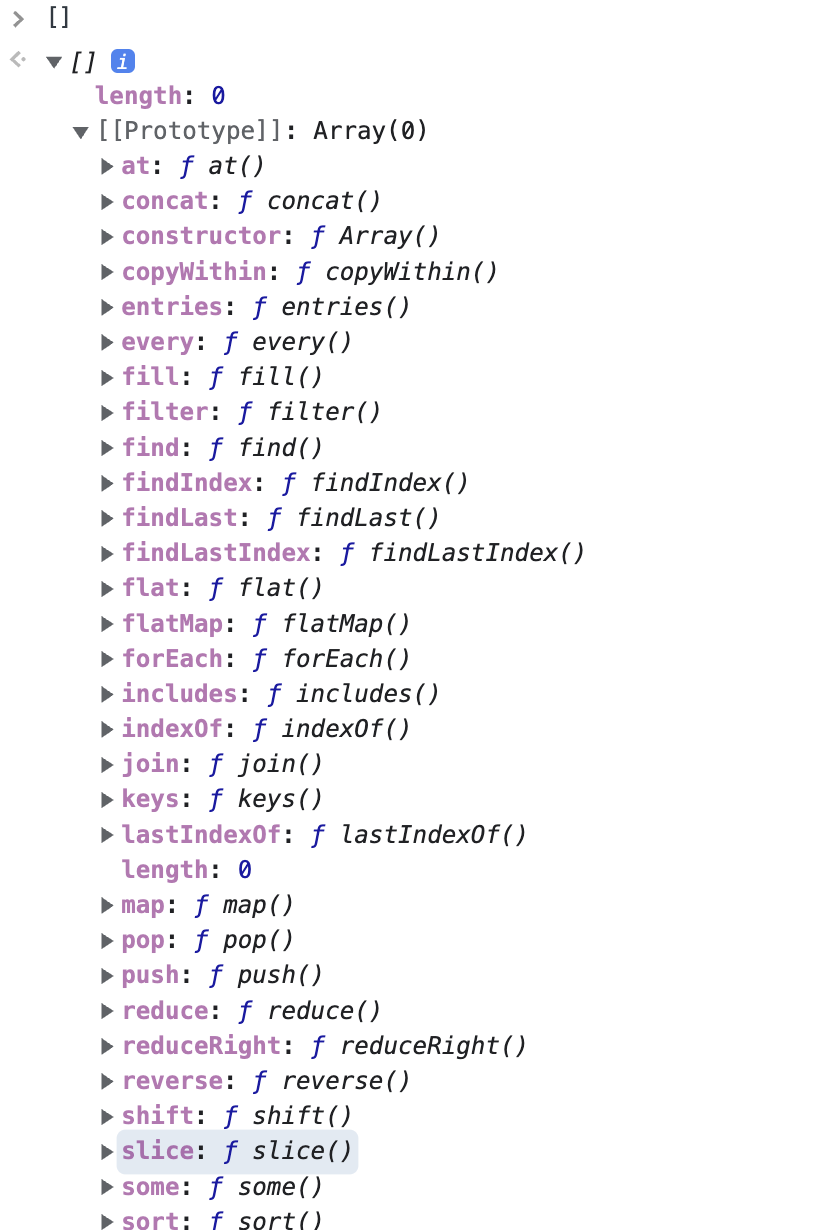 []
[] i
length: 0
[[Prototype]]: Array(0)
at: ƒ at()
concat: ƒ concat()
constructor: ƒ Array()
copyWithin: ƒ copyWithin()
entries: ƒ entries()
every: ƒ every()
fill: ƒ fill()
filter: ƒ filter()
find: ƒ find()
findIndex: ƒ findIndex()
findLast: ƒ findLast()
findLastIndex: ƒ findLastIndex()
flat: ƒ flat()
flatMap: ƒ flatMap()
forEach: ƒ forEach()
includes: ƒ includes()
indexOf: ƒ indexOf()
join: ƒ join()
keys: ƒ keys()
lastIndexOf: ƒ lastIndexOf()
length: 0
map: ƒ map()
pop: ƒ pop()
push: ƒ push()
reduce: ƒ reduce()
reduceRight: ƒ reduceRight()
reverse: ƒ reverse()
shift: ƒ shift()
slice: ƒ slice()
some: ƒ some()
sort: ƒ sort()